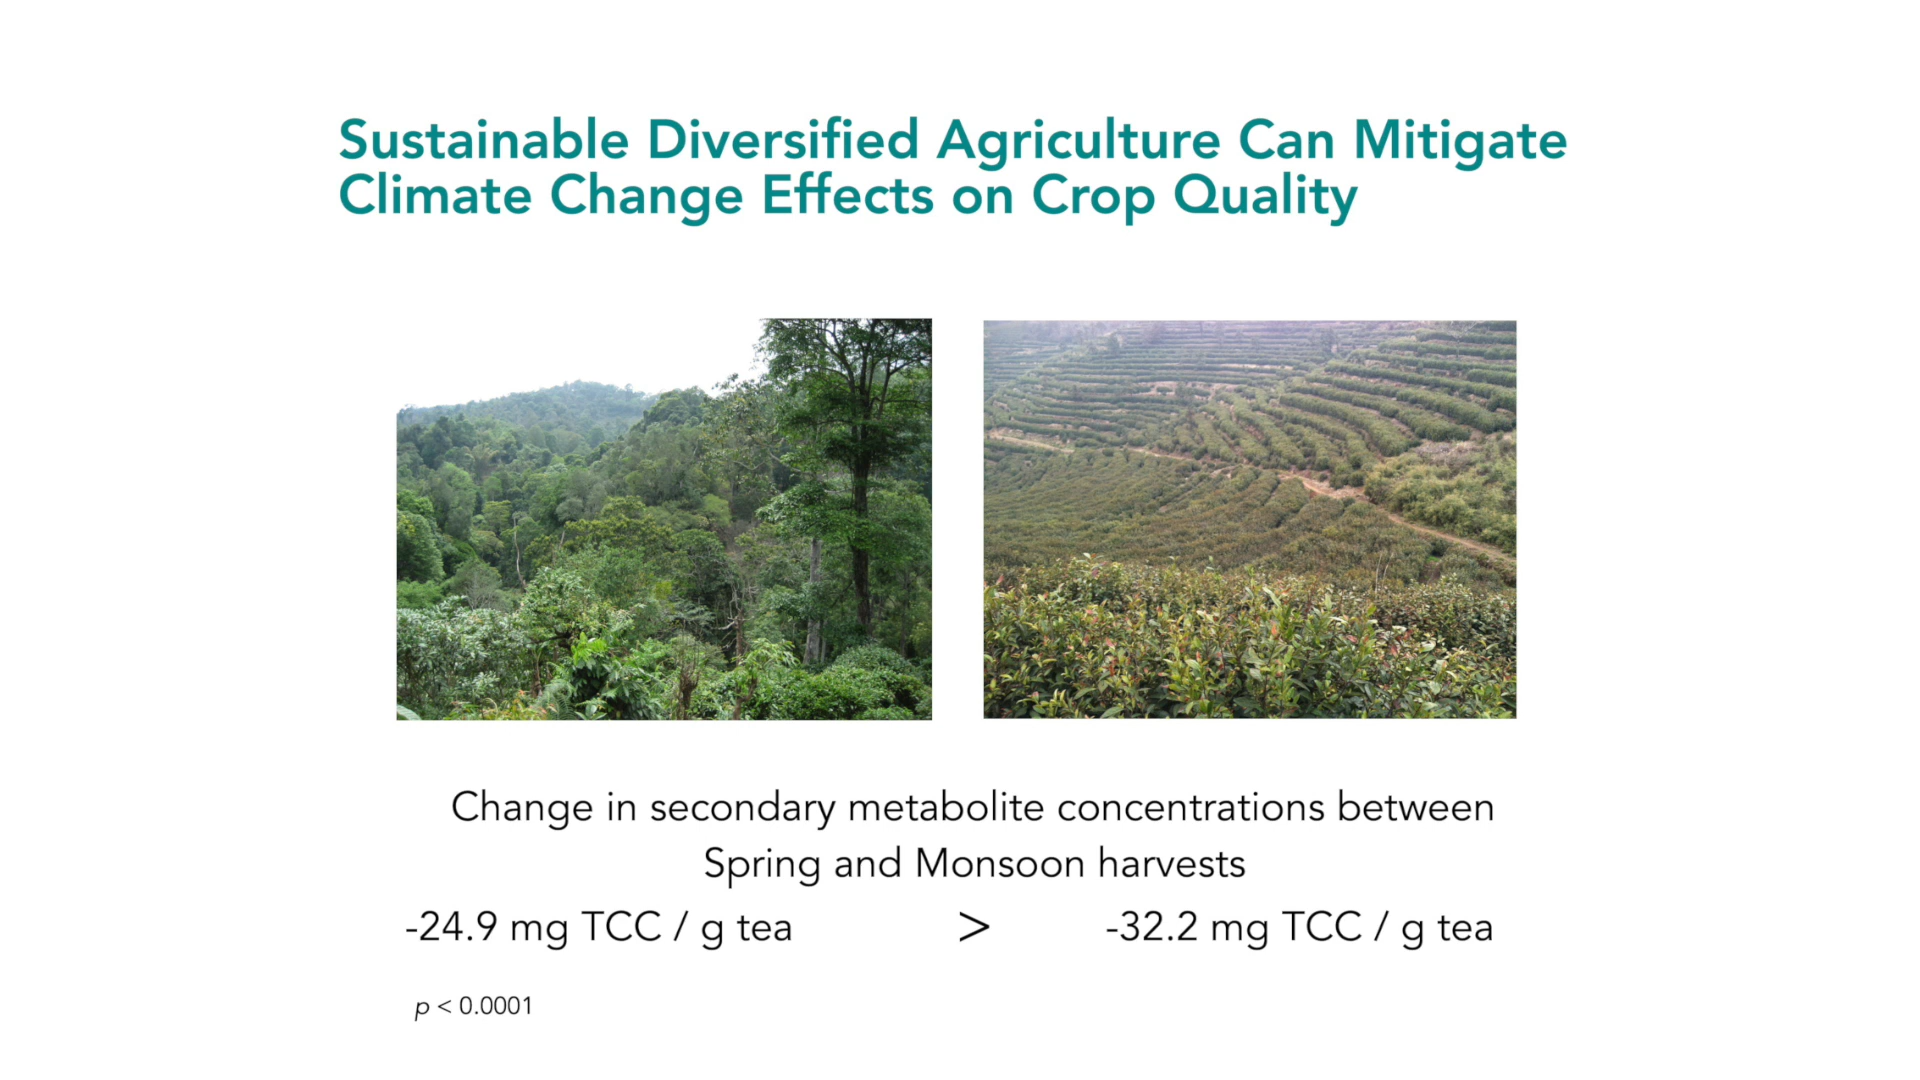 Sustainable Diversified Agriculture Can Mitigate
Climate Change Effects on Crop Quality
Change in secondary metabolite concentrations between
Spring and Monsoon harvests
-24.9 mg TCC / g tea > -32.2 mg TCC / g tea
p < 0.0001